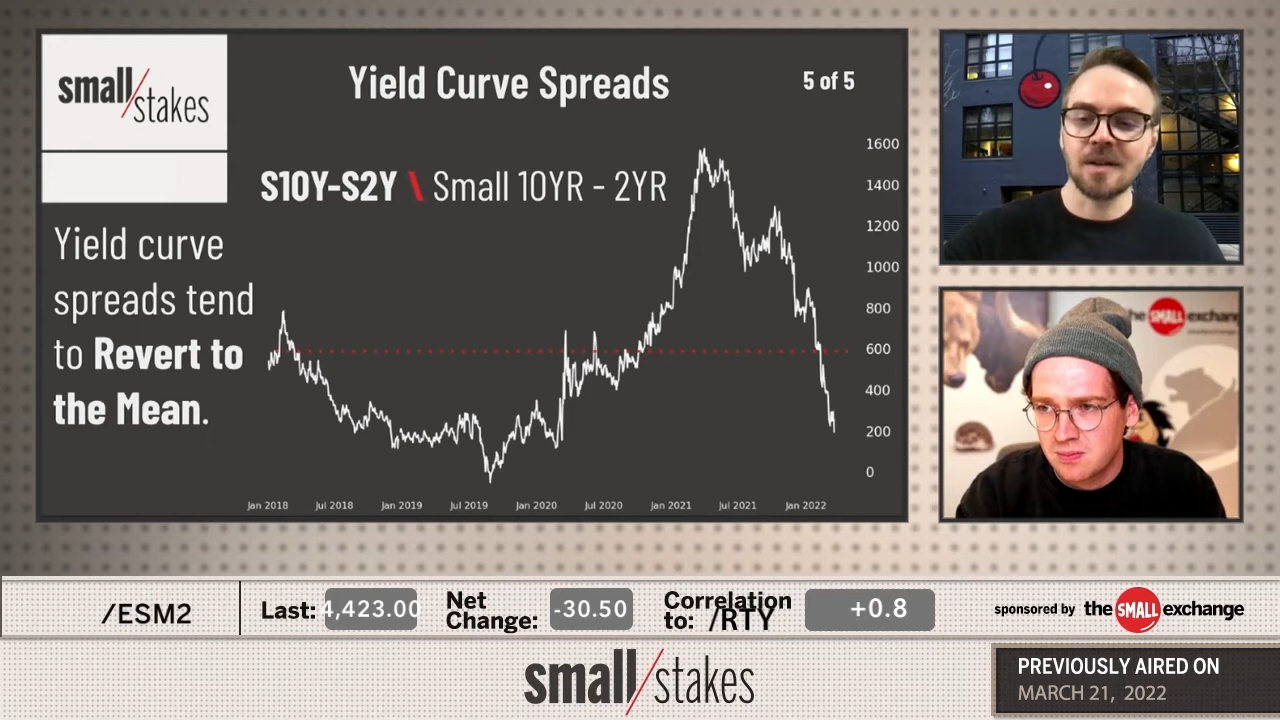 small/stakes
Yield Curve Spreads
5 of 5
S10Y-S2Y \ Small 10YR - 2YR
Yield curve
spreads tend
to Revert to
the Mean.
1600
1400
1200
1000
800
600
400
200
0
Jan 2018 Jul 2018 Jan 2019 Jul 2019 Jan 2020 Jul 2020 Jan 2021 Jul 2021 Jan 2022
the SMALL exchange
/ESM2
Last: 4,423.00
Net
Change: -30.50
Correlation
to: /RTY +0.8
sponsored by the SMALL exchange
small/stakes
PREVIOUSLY AIRED ON
MARCH 21, 2022